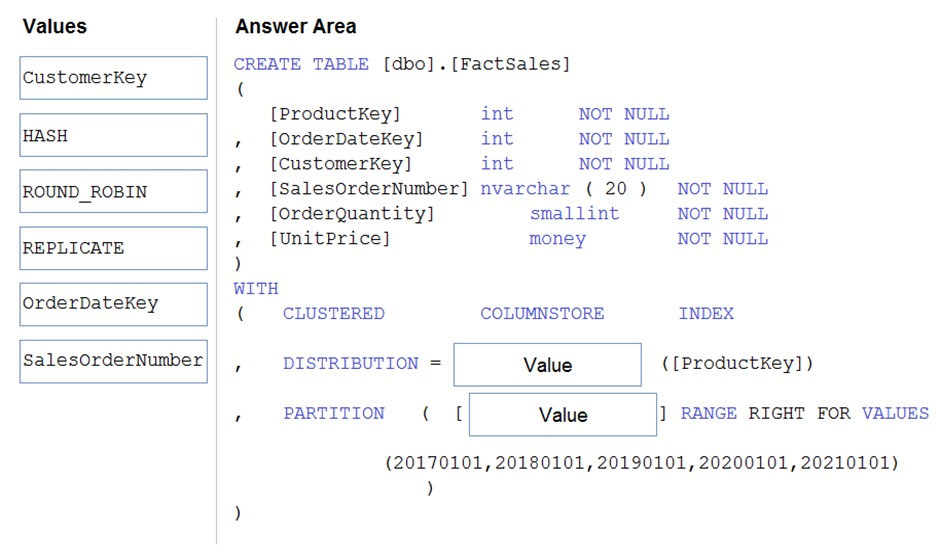 Values
CustomerKey
HASH
ROUND_ROBIN
REPLICATE
OrderDateKey
SalesOrderNumber
Answer Area
CREATE TABLE [dbo].[FactSales]
(
[ProductKey] int NOT NULL
, [OrderDateKey] int NOT NULL
, [CustomerKey] int NOT NULL
, [SalesOrderNumber] nvarchar ( 20 ) NOT NULL
, [OrderQuantity] smallint NOT NULL
, [UnitPrice] money NOT NULL
)
WITH
( CLUSTERED COLUMNSTORE INDEX
, DISTRIBUTION = Value ([ProductKey])
, PARTITION ( [ Value ] RANGE RIGHT FOR VALUES
(20170101,20180101,20190101,20200101,20210101)
)
)